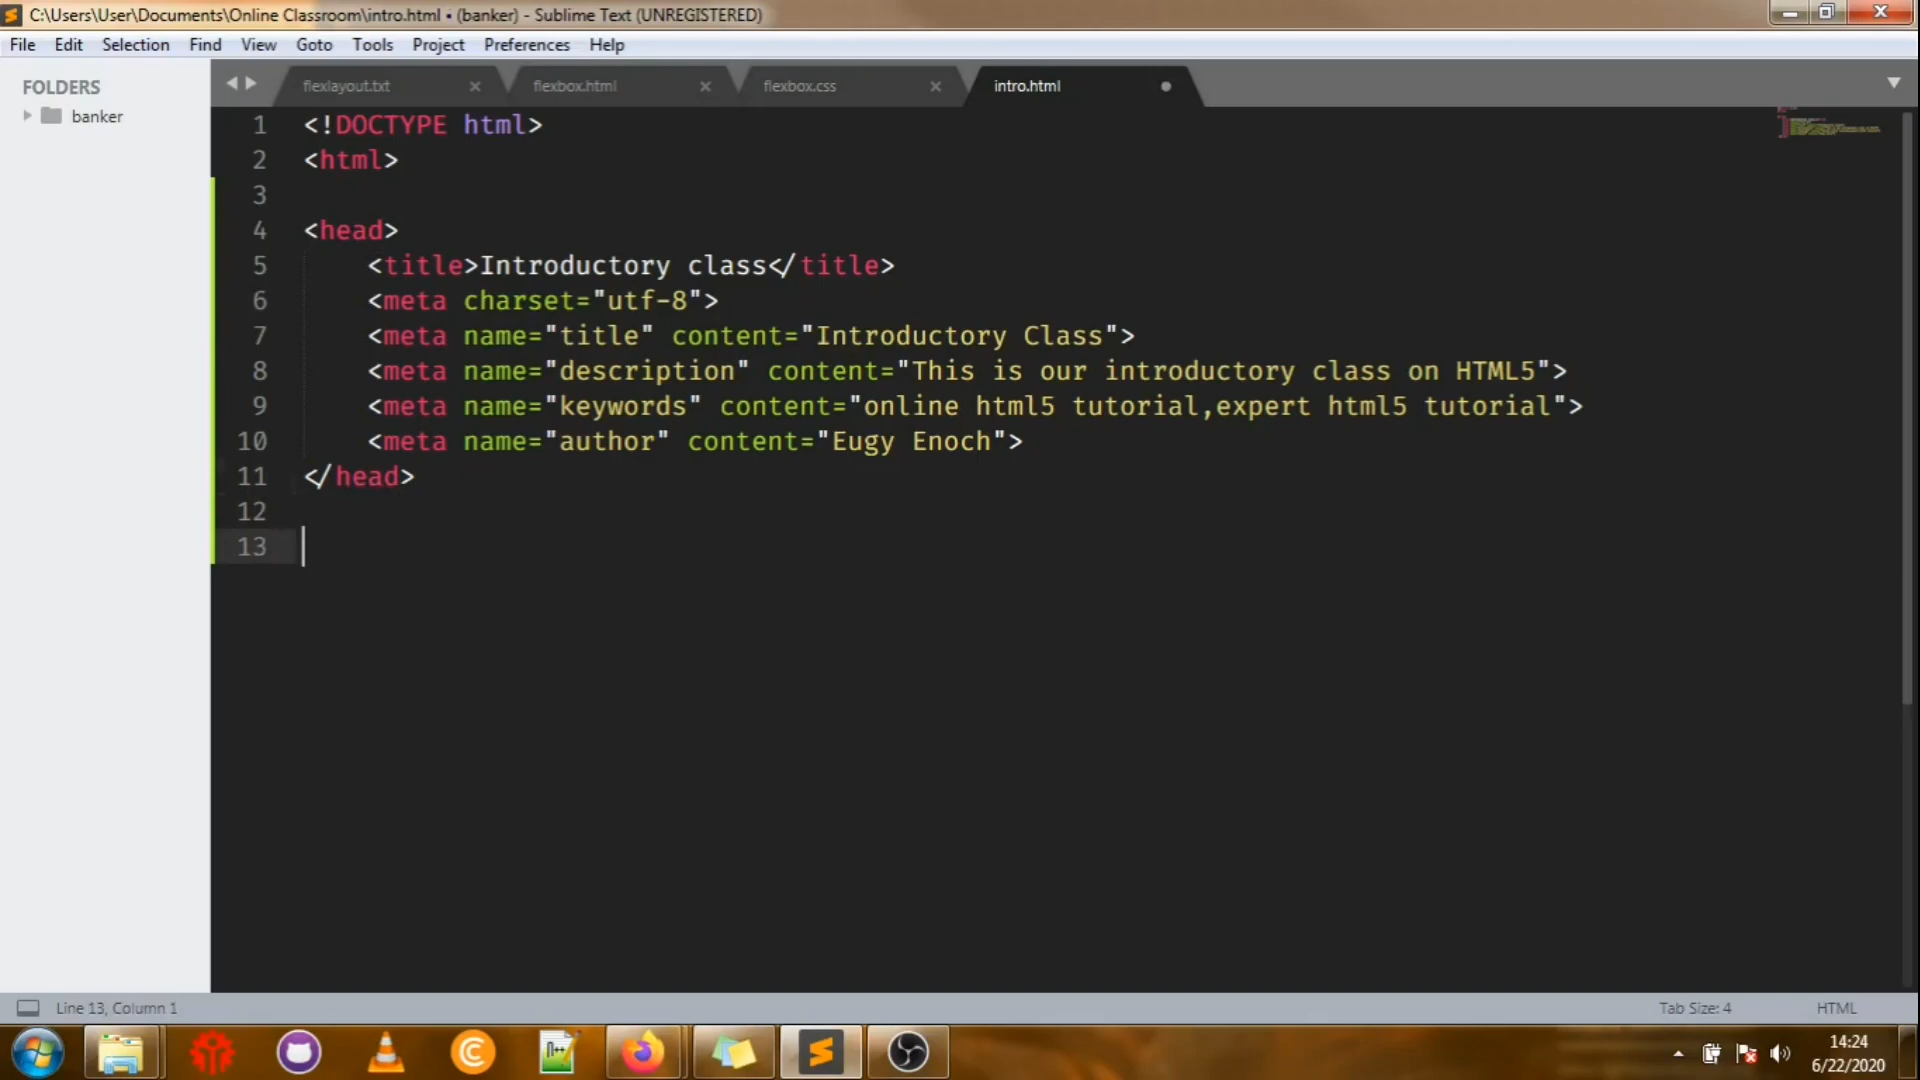 C:\Users\User\Documents\Online Classroom\intro.html • (banker) - Sublime Text (UNREGISTERED)
File Edit Selection Find View Goto Tools Project Preferences Help
FOLDERS
banker
flexlayout.txt flexbox.html flexbox.css intro.html
1 <!DOCTYPE html>
2 <html>
3
4 <head>
5 <title>Introductory class</title>
6 <meta charset="utf-8">
7 <meta name="title" content="Introductory Class">
8 <meta name="description" content="This is our introductory class on HTML5">
9 <meta name="keywords" content="online html5 tutorial,expert html5 tutorial">
10 <meta name="author" content="Eugy Enoch">
11 </head>
12
13
Line 13, Column 1 Tab Size: 4 HTML
14:24
6/22/2020